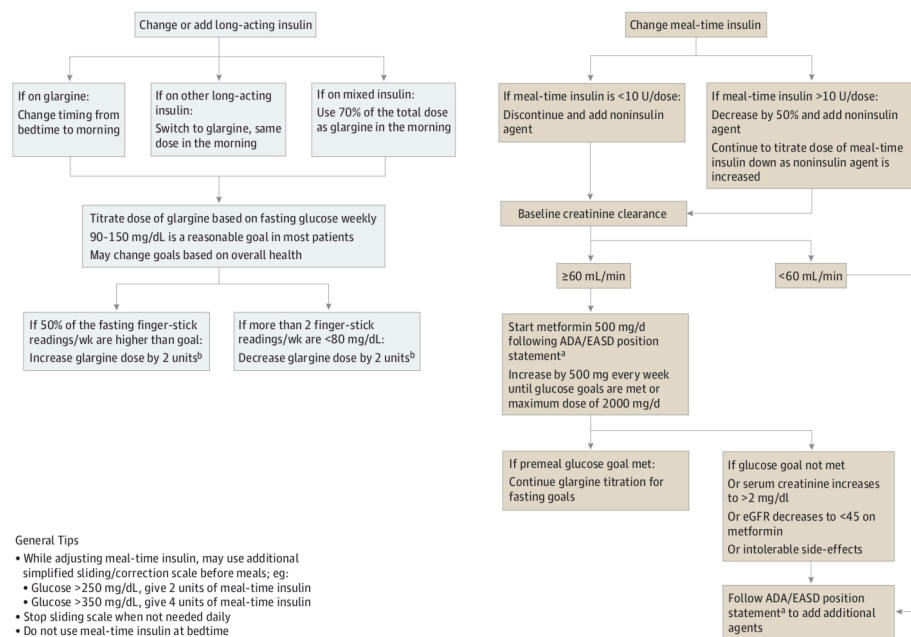 Change or add long-acting insulin
If on glargine:
Change timing from
bedtime to morning
If on other long-acting
insulin:
Switch to glargine, same
dose in the morning
If on mixed insulin:
Use 70% of the total dose
as glargine in the morning
Titrate dose of glargine based on fasting glucose weekly
90-150 mg/dL is a reasonable goal in most patients
May change goals based on overall health
If 50% of the fasting finger-stick
readings/wk are higher than goal:
Increase glargine dose by 2 unitsᵇ
If more than 2 finger-stick
readings/wk are <80 mg/dL:
Decrease glargine dose by 2 unitsᵇ
General Tips
• While adjusting meal-time insulin, may use additional
simplified sliding/correction scale before meals; eg:
• Glucose >250 mg/dL, give 2 units of meal-time insulin
• Glucose >350 mg/dL, give 4 units of meal-time insulin
• Stop sliding scale when not needed daily
• Do not use meal-time insulin at bedtime
Change meal-time insulin
If meal-time insulin is <10 U/dose:
Discontinue and add noninsulin
agent
If meal-time insulin >10 U/dose:
Decrease by 50% and add noninsulin
agent
Continue to titrate dose of meal-time
insulin down as noninsulin agent is
increased
Baseline creatinine clearance
≥60 mL/min
<60 mL/min
Start metformin 500 mg/d
following ADA/EASD position
statementᵃ
Increase by 500 mg every week
until glucose goals are met or
maximum dose of 2000 mg/d
If premeal glucose goal met:
Continue glargine titration for
fasting goals
If glucose goal not met
Or serum creatinine increases
to >2 mg/dl
Or eGFR decreases to <45 on
metformin
Or intolerable side-effects
Follow ADA/EASD position
statementᵃ to add additional
agents